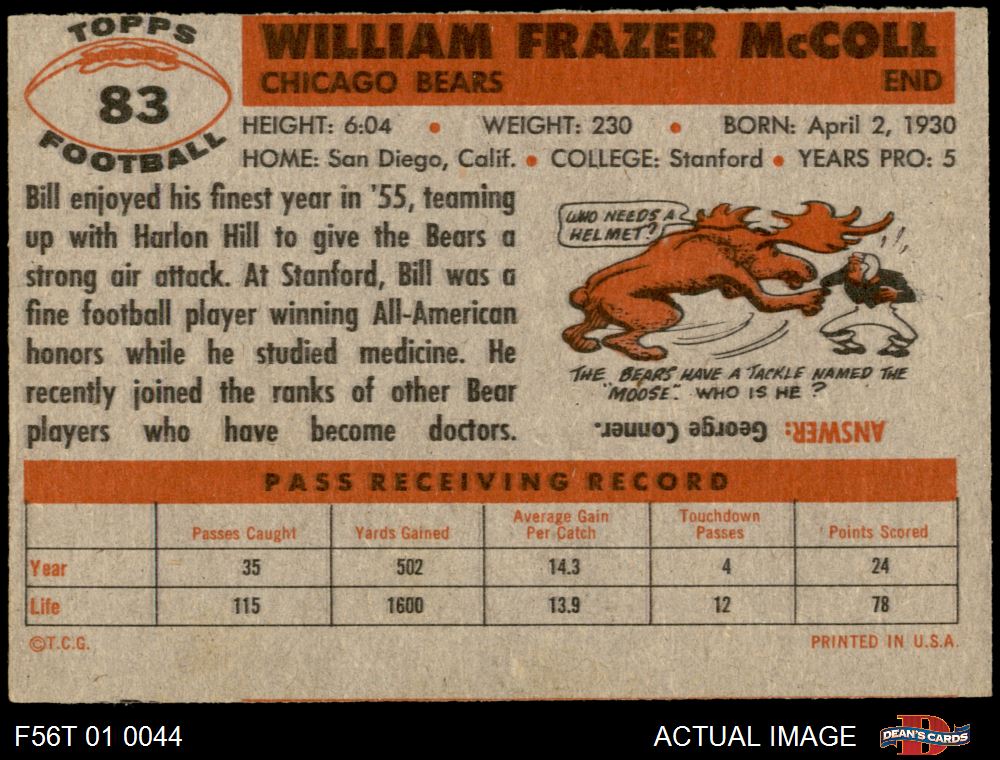 TOPPS
83
FOOTBALL
WILLIAM FRAZER McCOLL
CHICAGO BEARS END
HEIGHT: 6:04 • WEIGHT: 230 • BORN: April 2, 1930
HOME: San Diego, Calif. • COLLEGE: Stanford • YEARS PRO: 5
Bill enjoyed his finest year in '55, teaming
up with Harlon Hill to give the Bears a
strong air attack. At Stanford, Bill was a
fine football player winning All-American
honors while he studied medicine. He
recently joined the ranks of other Bear
players who have become doctors.
WHO NEEDS A
HELMET?
THE BEARS HAVE A TACKLE NAMED THE
"MOOSE". WHO IS HE?
ANSWER: George Conner.
PASS RECEIVING RECORD
Passes Caught Yards Gained Average Gain Per Catch Touchdown Passes Points Scored
Year 35 502 14.3 4 24
Life 115 1600 13.9 12 78
©T.C.G. PRINTED IN U.S.A.
F56T 01 0044 ACTUAL IMAGE D DEAN'S CARDS